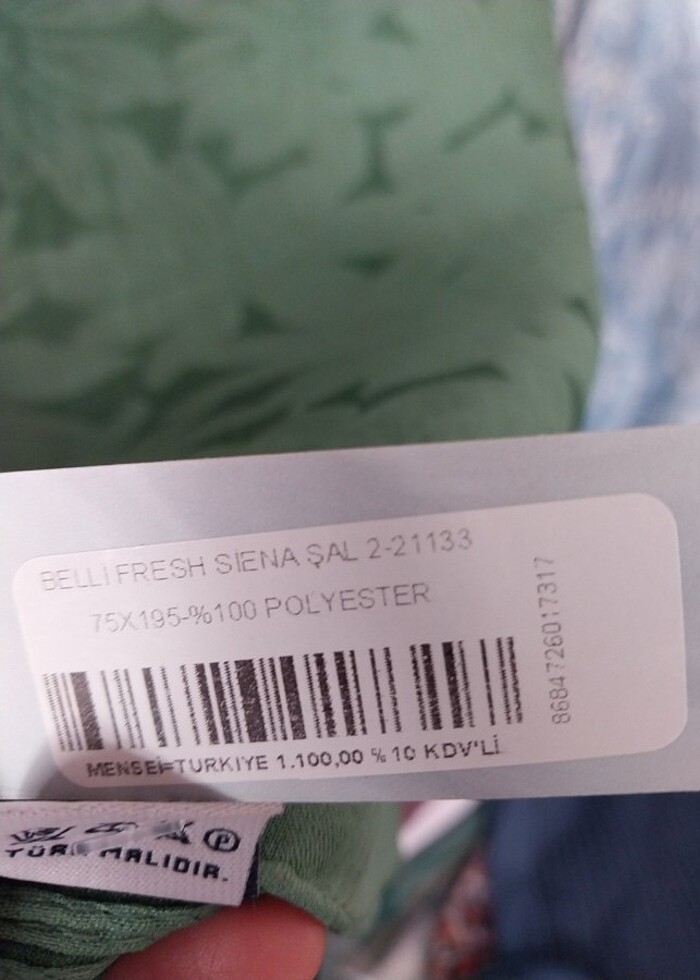 BELLİ FRESH SIENA ŞAL 2-21133
75X195-%100 POLYESTER
8684726017317
MENSEİ=TURKIYE 1.100,00 % 10 KDV'Lİ
P
TÜRK MALIDIR.